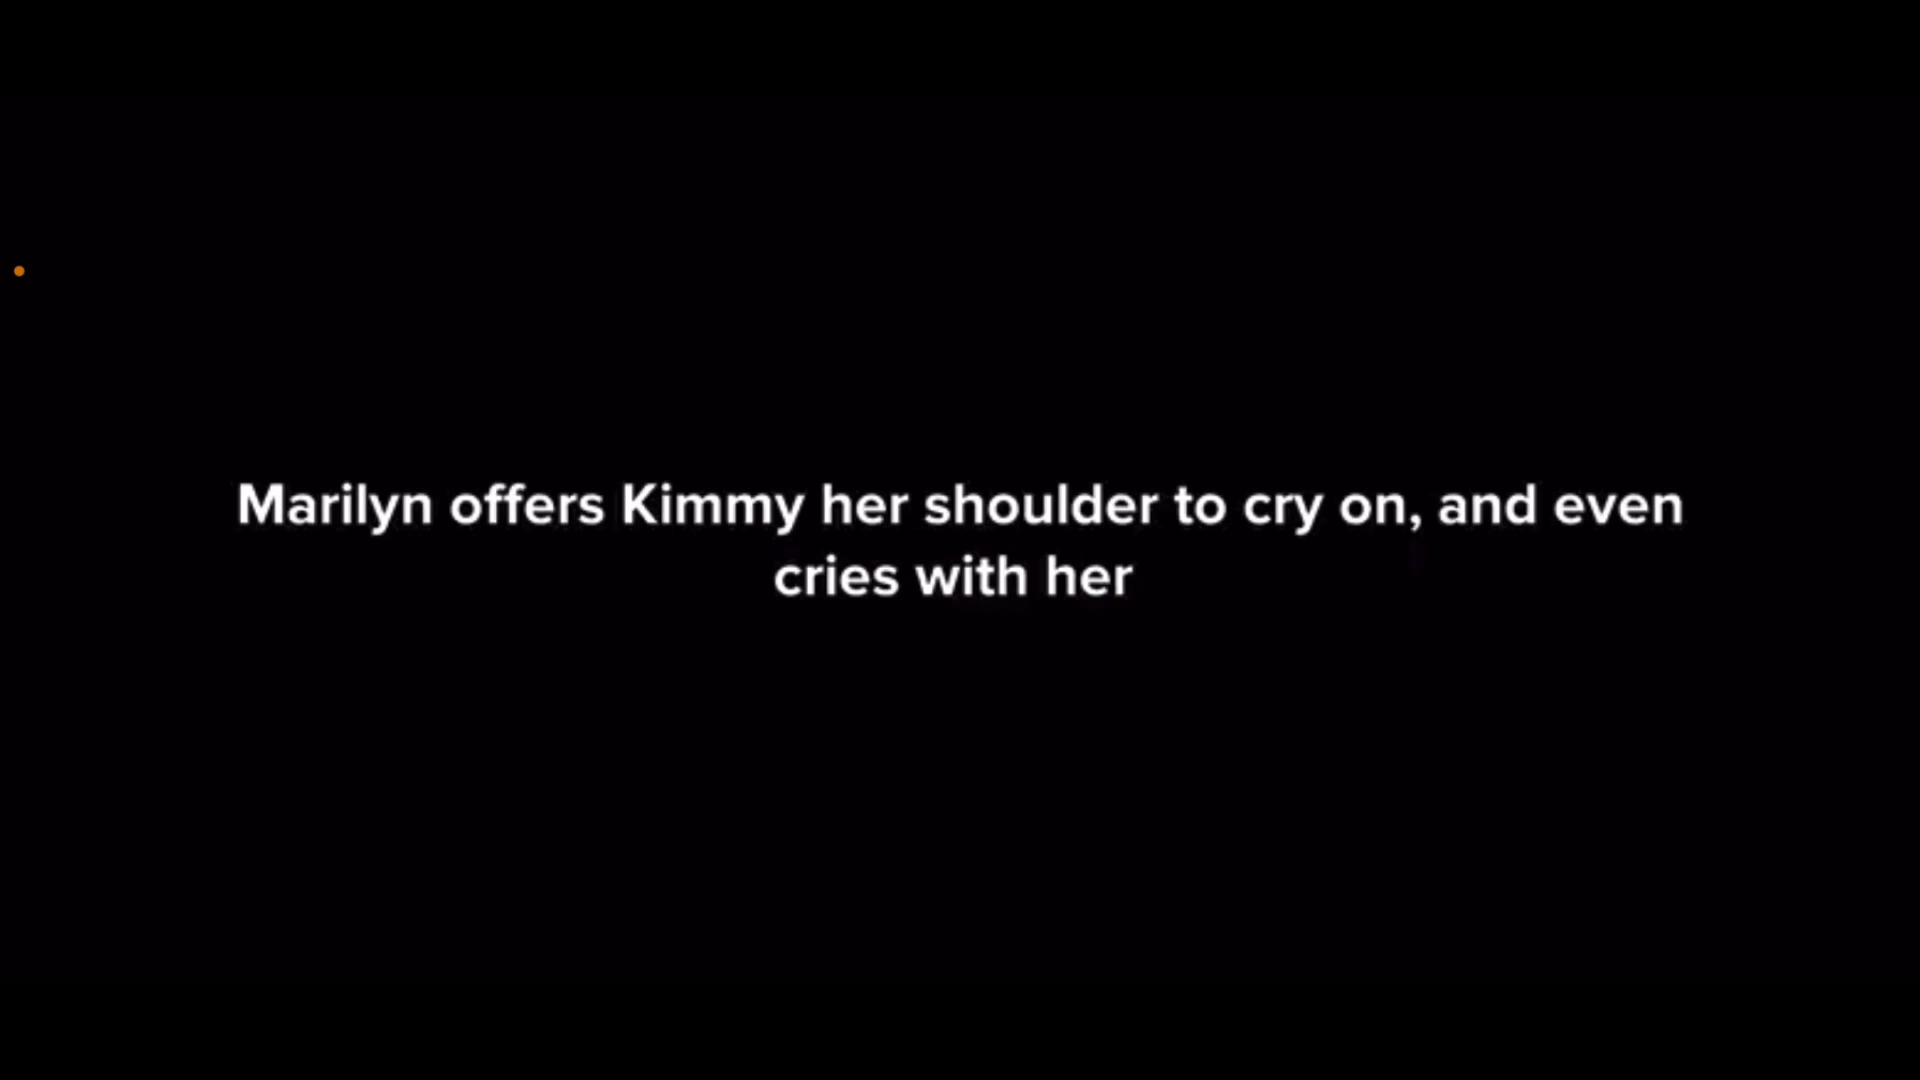 Marilyn offers Kimmy her shoulder to cry on, and even
cries with her